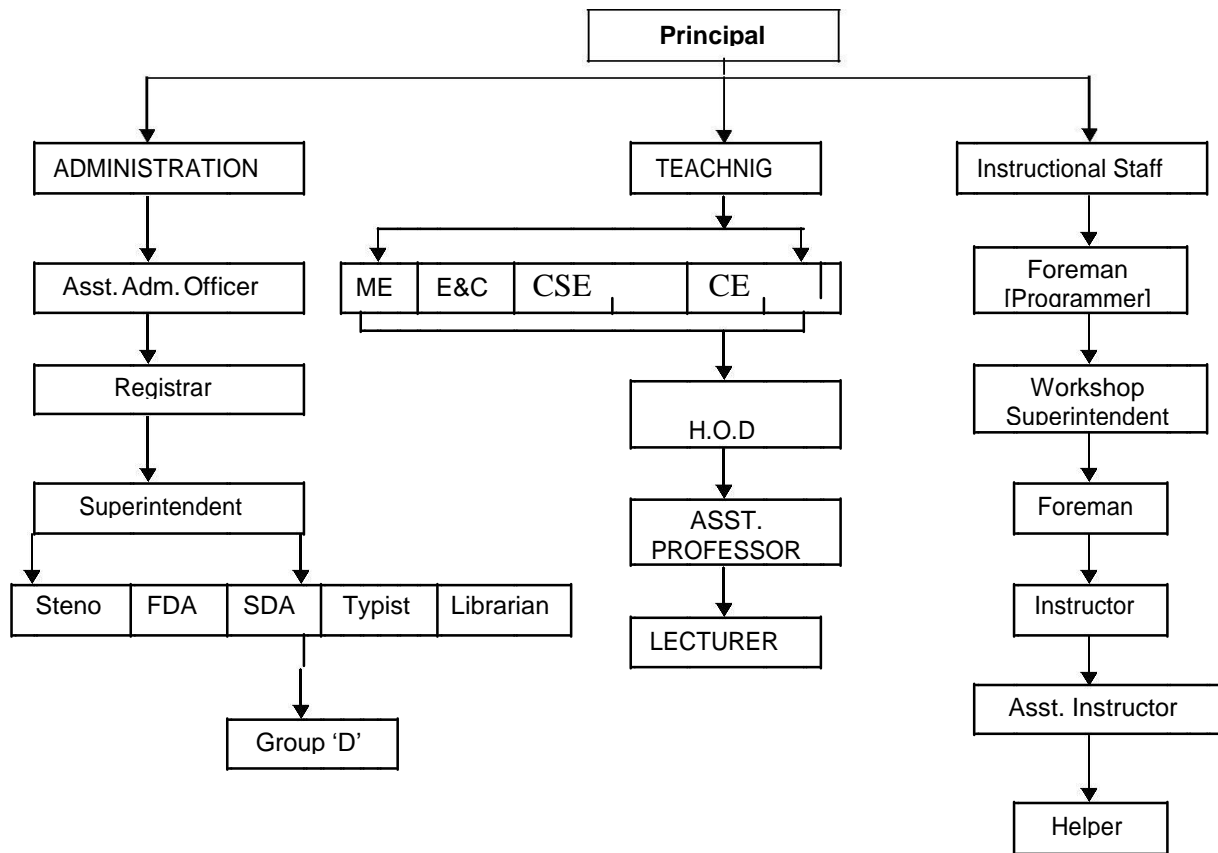 Principal
ADMINISTRATION
TEACHNIG
Instructional Staff
Asst. Adm. Officer
ME
E&C
CSE
CE
Foreman
[Programmer]
Registrar
H.O.D
Workshop
Superintendent
Superintendent
ASST.
PROFESSOR
Foreman
Steno
FDA
SDA
Typist
Librarian
LECTURER
Instructor
Group ‘D’
Asst. Instructor
Helper